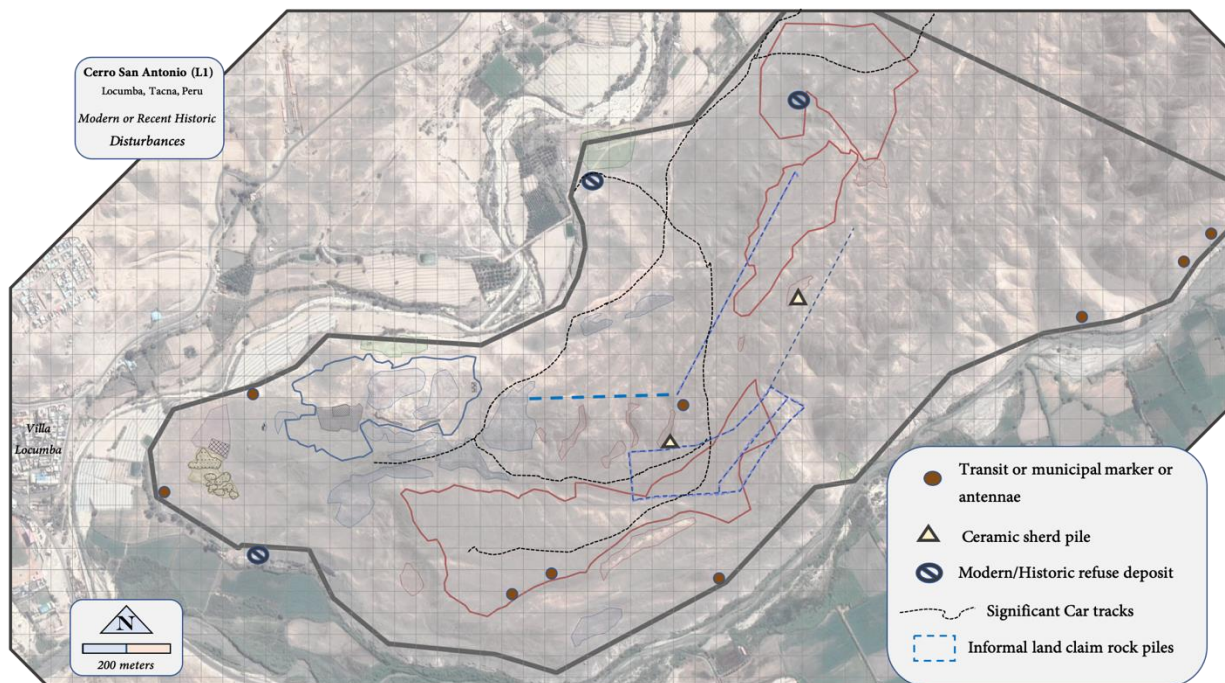 Cerro San Antonio (L1)
Locumba, Tacna, Peru
Modern or Recent Historic
Disturbances
Villa
Locumba
N
200 meters
Transit or municipal marker or
antennae
Ceramic sherd pile
Modern/Historic refuse deposit
Significant Car tracks
Informal land claim rock piles